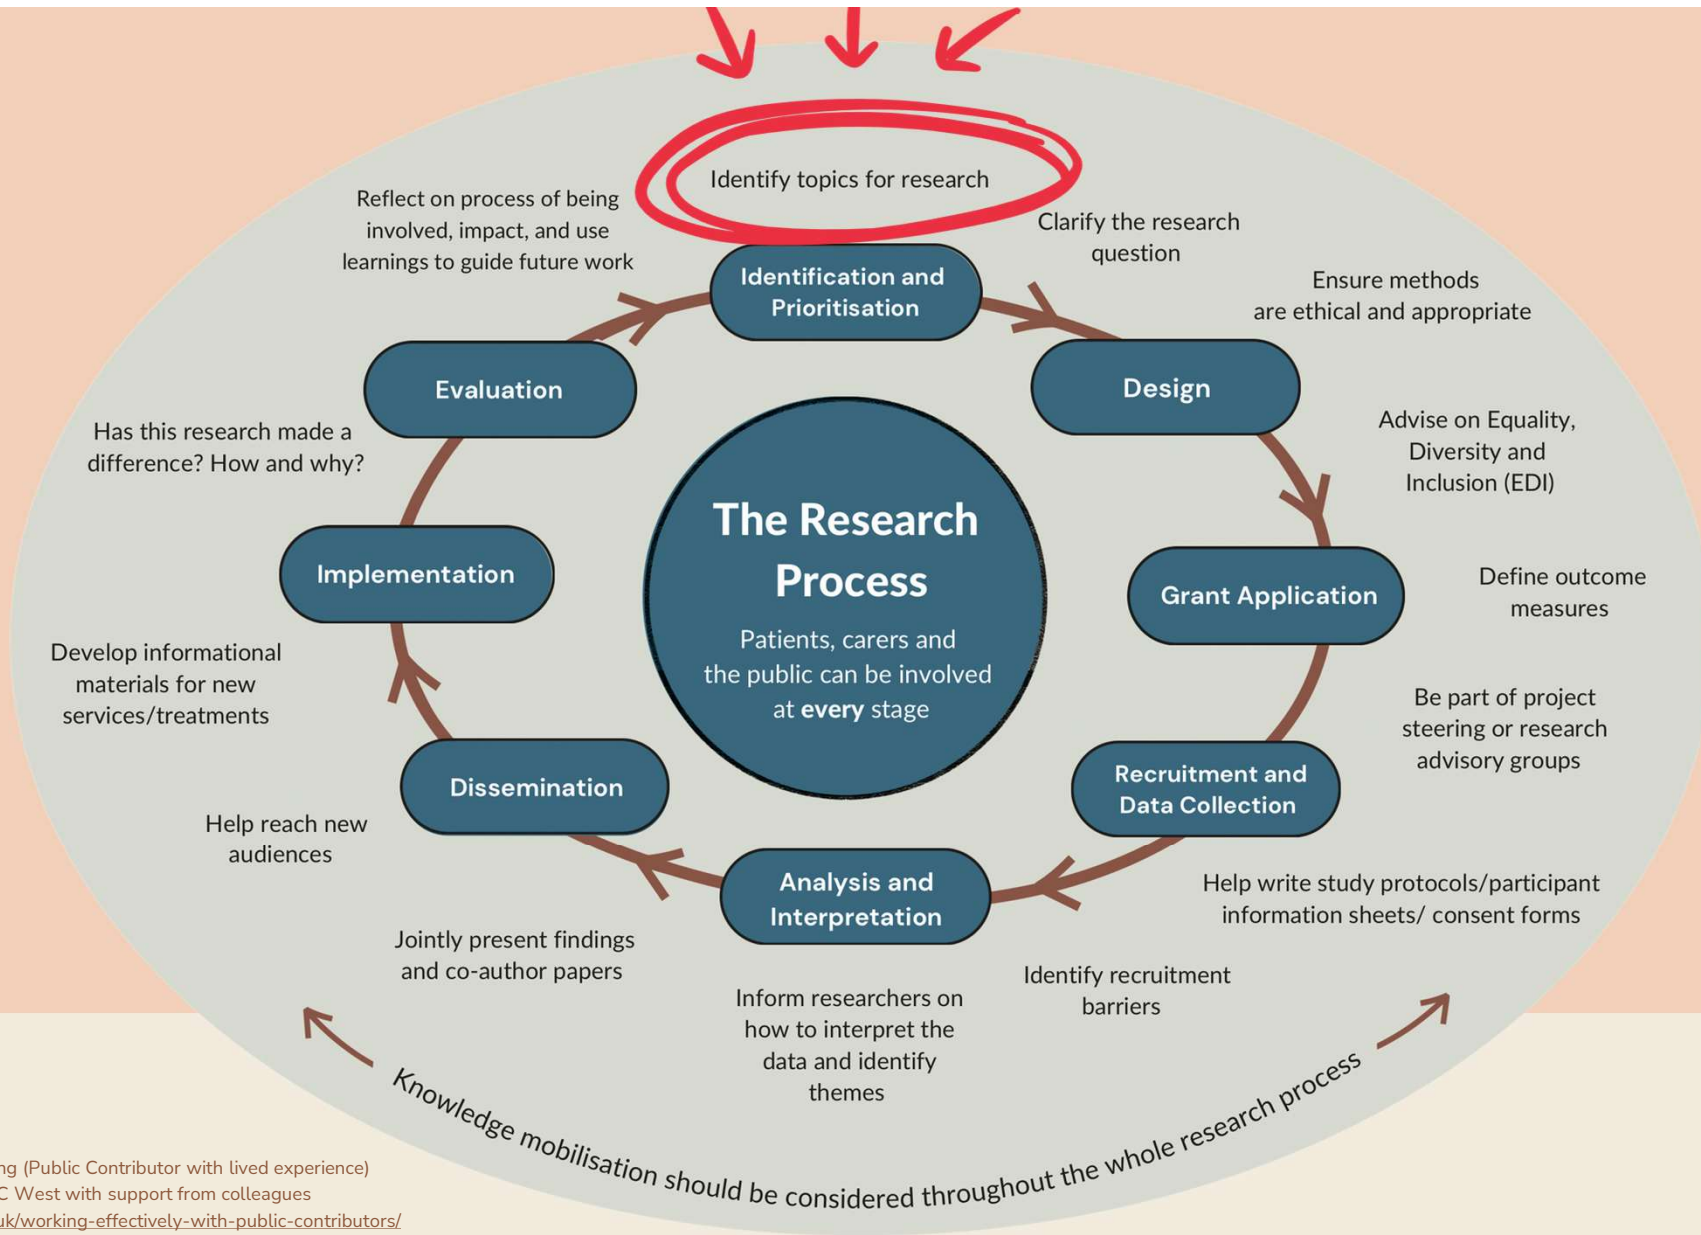 Identify topics for research
Reflect on process of being
involved, impact, and use
learnings to guide future work
Clarify the research
question
Identification and
Prioritisation
Ensure methods
are ethical and appropriate
Evaluation
Design
Has this research made a
difference? How and why?
Advise on Equality,
Diversity and
Inclusion (EDI)
The Research
Process
Patients, carers and
the public can be involved
at every stage
Implementation
Grant Application
Define outcome
measures
Develop informational
materials for new
services/treatments
Be part of project
steering or research
advisory groups
Dissemination
Recruitment and
Data Collection
Help reach new
audiences
Analysis and
Interpretation
Help write study protocols/participant
information sheets/ consent forms
Jointly present findings
and co-author papers
Inform researchers on
how to interpret the
data and identify
themes
Identify recruitment
barriers
Knowledge mobilisation should be considered throughout the whole research process
(Public Contributor with lived experience)
West with support from colleagues
uk/working-effectively-with-public-contributors/